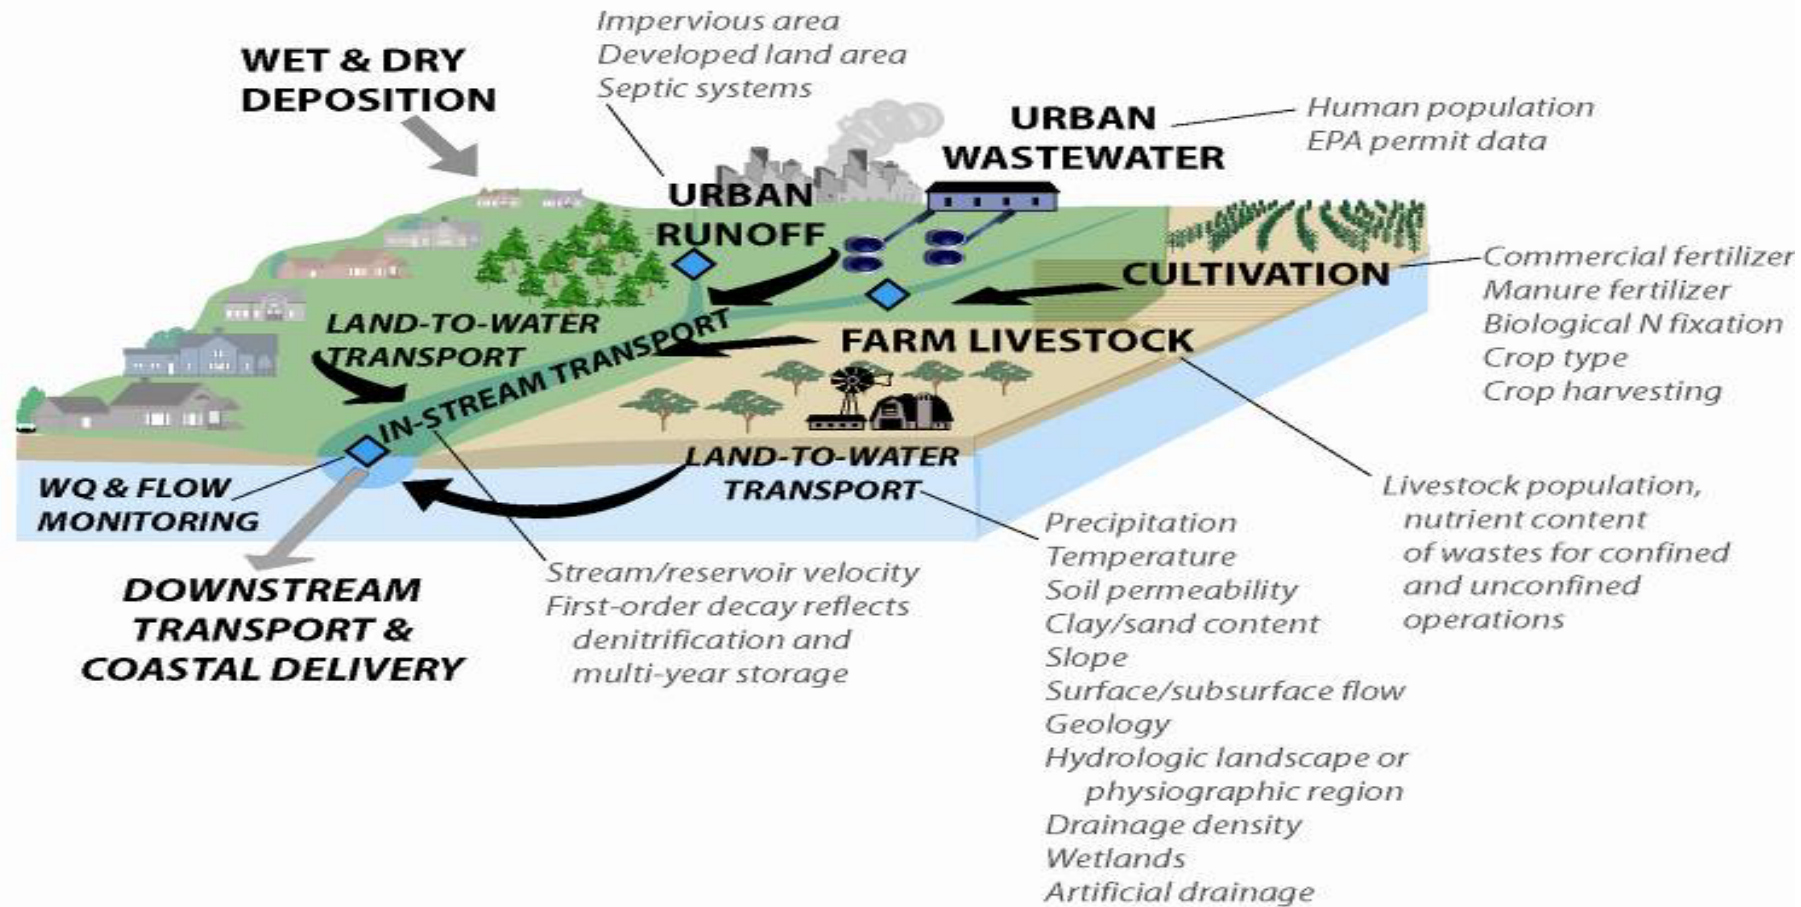 Impervious area
Developed land area
Septic systems
WET & DRY
DEPOSITION
URBAN
WASTEWATER
Human population
EPA permit data
URBAN
RUNOFF
CULTIVATION
Commercial fertilizer
Manure fertilizer
Biological N fixation
Crop type
Crop harvesting
LAND-TO-WATER
TRANSPORT
IN-STREAM TRANSPORT
FARM LIVESTOCK
LAND-TO-WATER
TRANSPORT
WQ & FLOW
MONITORING
Livestock population,
nutrient content
of wastes for confined
and unconfined
operations
DOWNSTREAM
TRANSPORT &
COASTAL DELIVERY
Stream/reservoir velocity
First-order decay reflects
denitrification and
multi-year storage
Precipitation
Temperature
Soil permeability
Clay/sand content
Slope
Surface/subsurface flow
Geology
Hydrologic landscape or
physiographic region
Drainage density
Wetlands
Artificial drainage